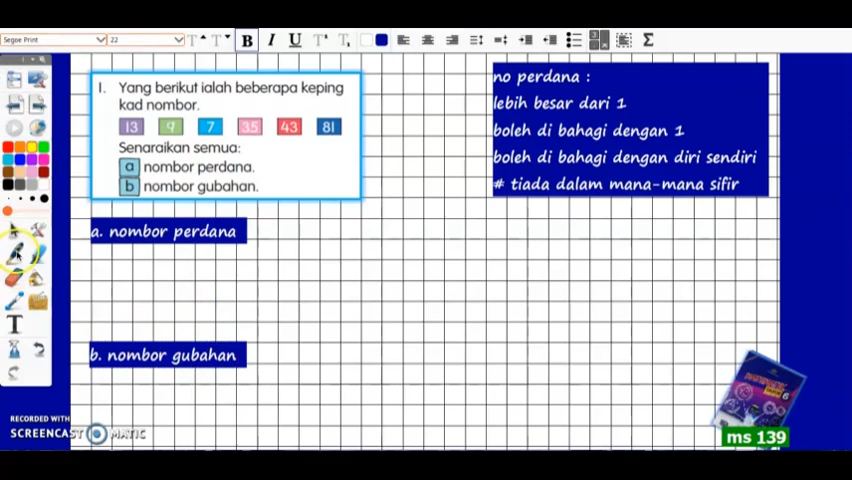 Segoe Print
22
B
I
U
T
T
T
T
Σ
1. Yang berikut ialah beberapa keping
kad nombor.
13 9 7 35 43 81
Senaraikan semua:
a nombor perdana.
b nombor gubahan.
no perdana :
lebih besar dari 1
boleh di bahagi dengan 1
boleh di bahagi dengan diri sendiri
# tiada dalam mana-mana sifir
a. nombor perdana
b. nombor gubahan
T
RECORDED WITH
SCREENCAST-O-MATIC
6
ms 139